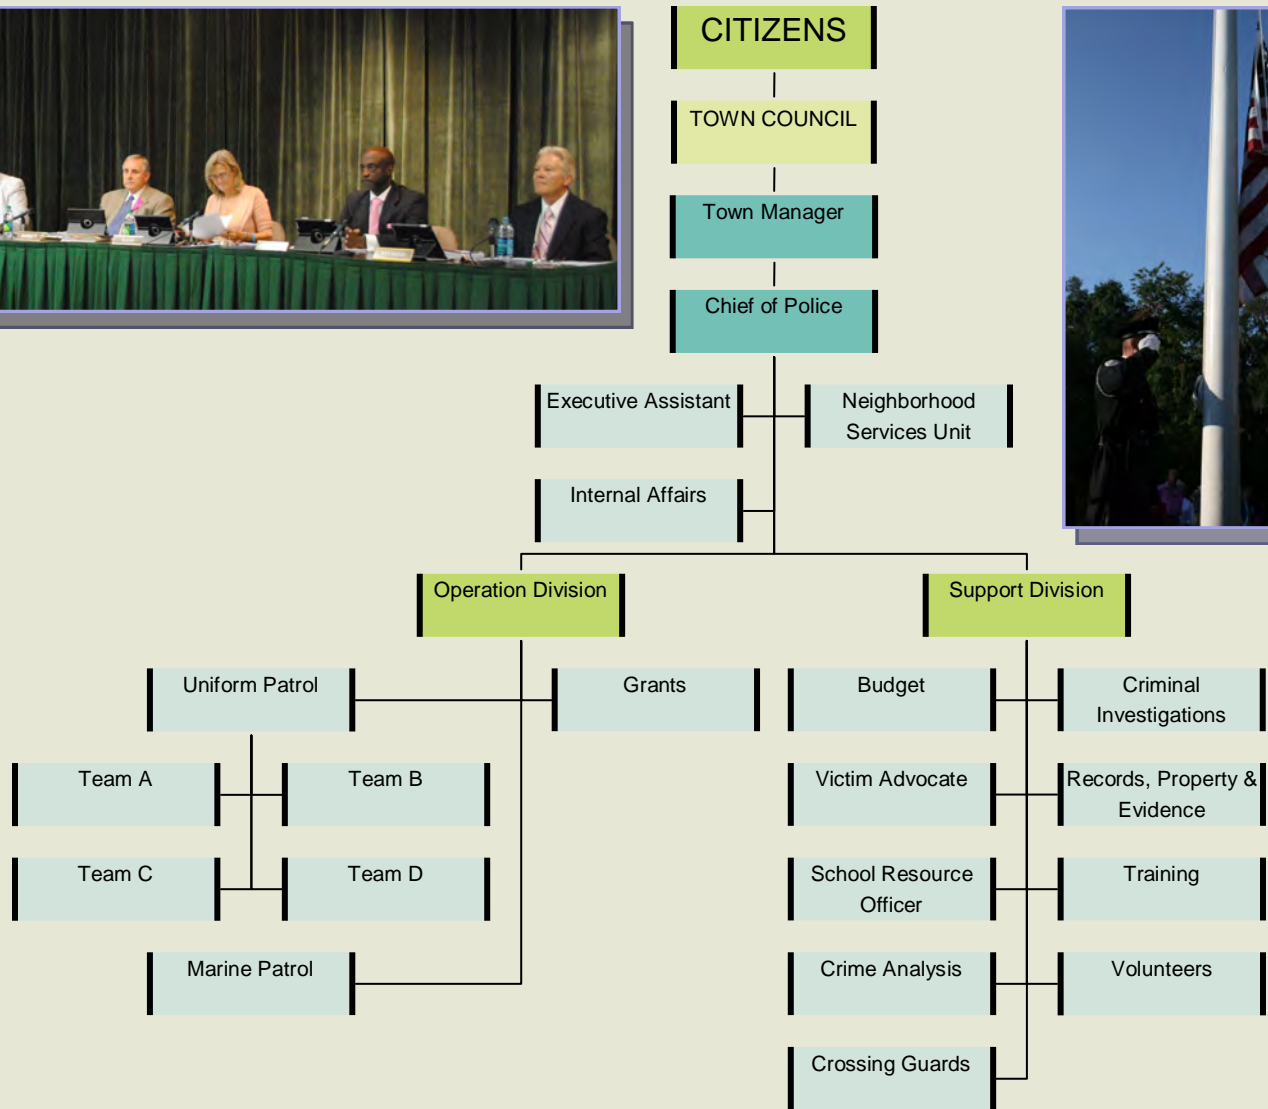 CITIZENS
TOWN COUNCIL
Town Manager
Chief of Police
Executive Assistant
Neighborhood
Services Unit
Internal Affairs
Operation Division
Support Division
Uniform Patrol
Grants
Budget
Criminal
Investigations
Team A
Team B
Victim Advocate
Records, Property &
Evidence
Team C
Team D
School Resource
Officer
Training
Marine Patrol
Crime Analysis
Volunteers
Crossing Guards